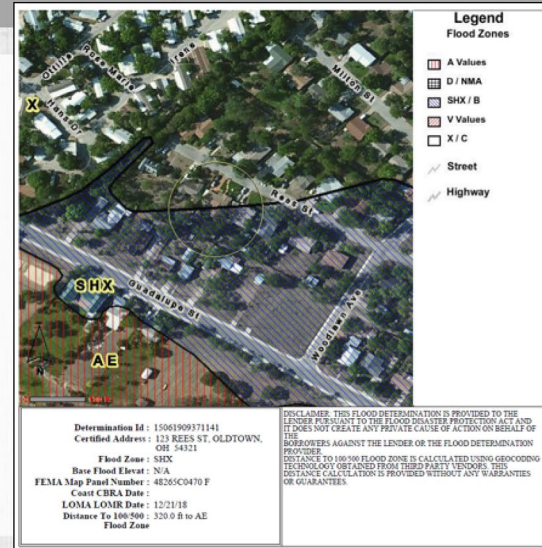 Legend
Flood Zones
A Values
D / NMA
SHX / B
V Values
X / C
Street
Highway
Ottilie
Rose Marie
Irene
Hans Dr
X
Milton St
Rees St
SHX
Guadalupe St
Woodlawn Ave
AE
N
Determination Id : 15061909371141
Certified Address : 123 REES ST, OLDTOWN,
OH 54321
Flood Zone : SHX
Base Flood Elevat : N/A
FEMA Map Panel Number : 48265C0470 F
Coast CBRA Date :
LOMA LOMR Date : 12/21/18
Distance To 100/500 : 320.0 ft to AE
Flood Zone
DISCLAIMER: THIS FLOOD DETERMINATION IS PROVIDED TO THE
LENDER PURSUANT TO THE FLOOD DISASTER PROTECTION ACT AND
IT DOES NOT CREATE ANY PRIVATE CAUSE OF ACTION ON BEHALF OF
THE
BORROWERS AGAINST THE LENDER OR THE FLOOD DETERMINATION
PROVIDER.
DISTANCE TO 100/500 FLOOD ZONE IS CALCULATED USING GEOCODING
TECHNOLOGY OBTAINED FROM THIRD PARTY VENDORS. THIS
DISTANCE CALCULATION IS PROVIDED WITHOUT ANY WARRANTIES
OR GUARANTEES.